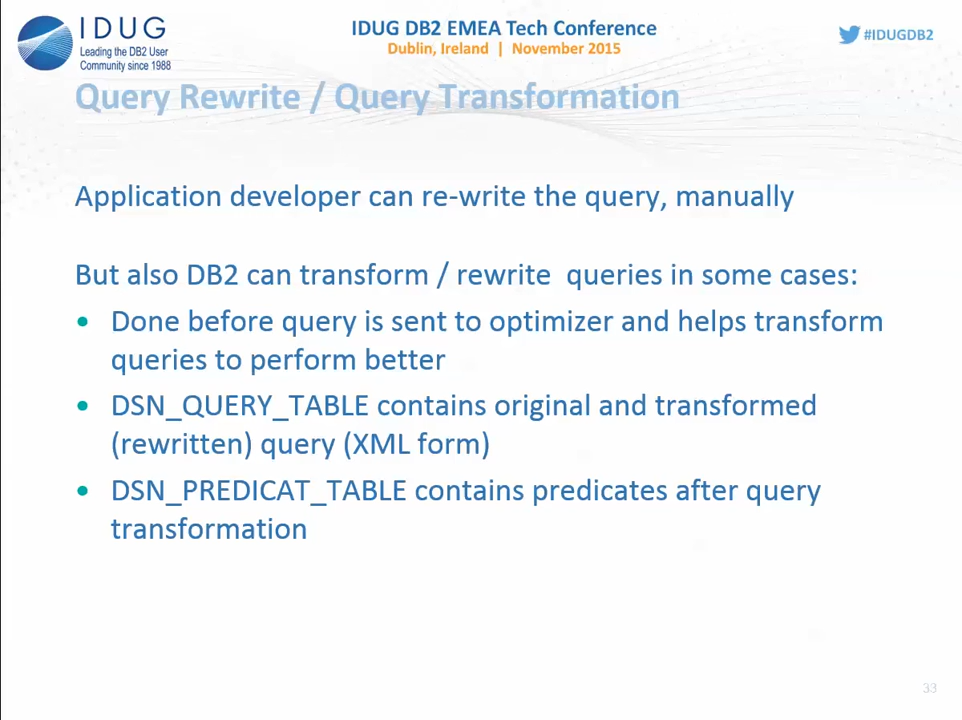 IDUG
Leading the DB2 User
Community since 1988
IDUG DB2 EMEA Tech Conference
Dublin, Ireland | November 2015
#IDUGDB2
Query Rewrite / Query Transformation
Application developer can re-write the query, manually
But also DB2 can transform / rewrite queries in some cases:
• Done before query is sent to optimizer and helps transform
queries to perform better
• DSN_QUERY_TABLE contains original and transformed
(rewritten) query (XML form)
• DSN_PREDICAT_TABLE contains predicates after query
transformation
33